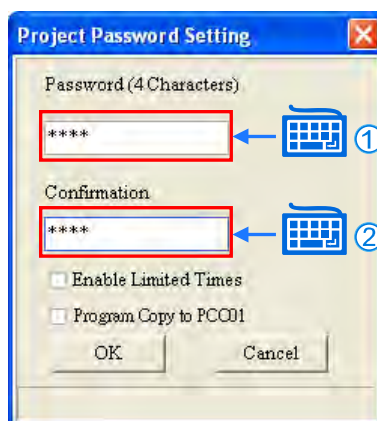 Project Password Setting
Password (4 Characters)
****
①
Confirmation
****
②
Enable Limited Times
Program Copy to PCC01
OK Cancel